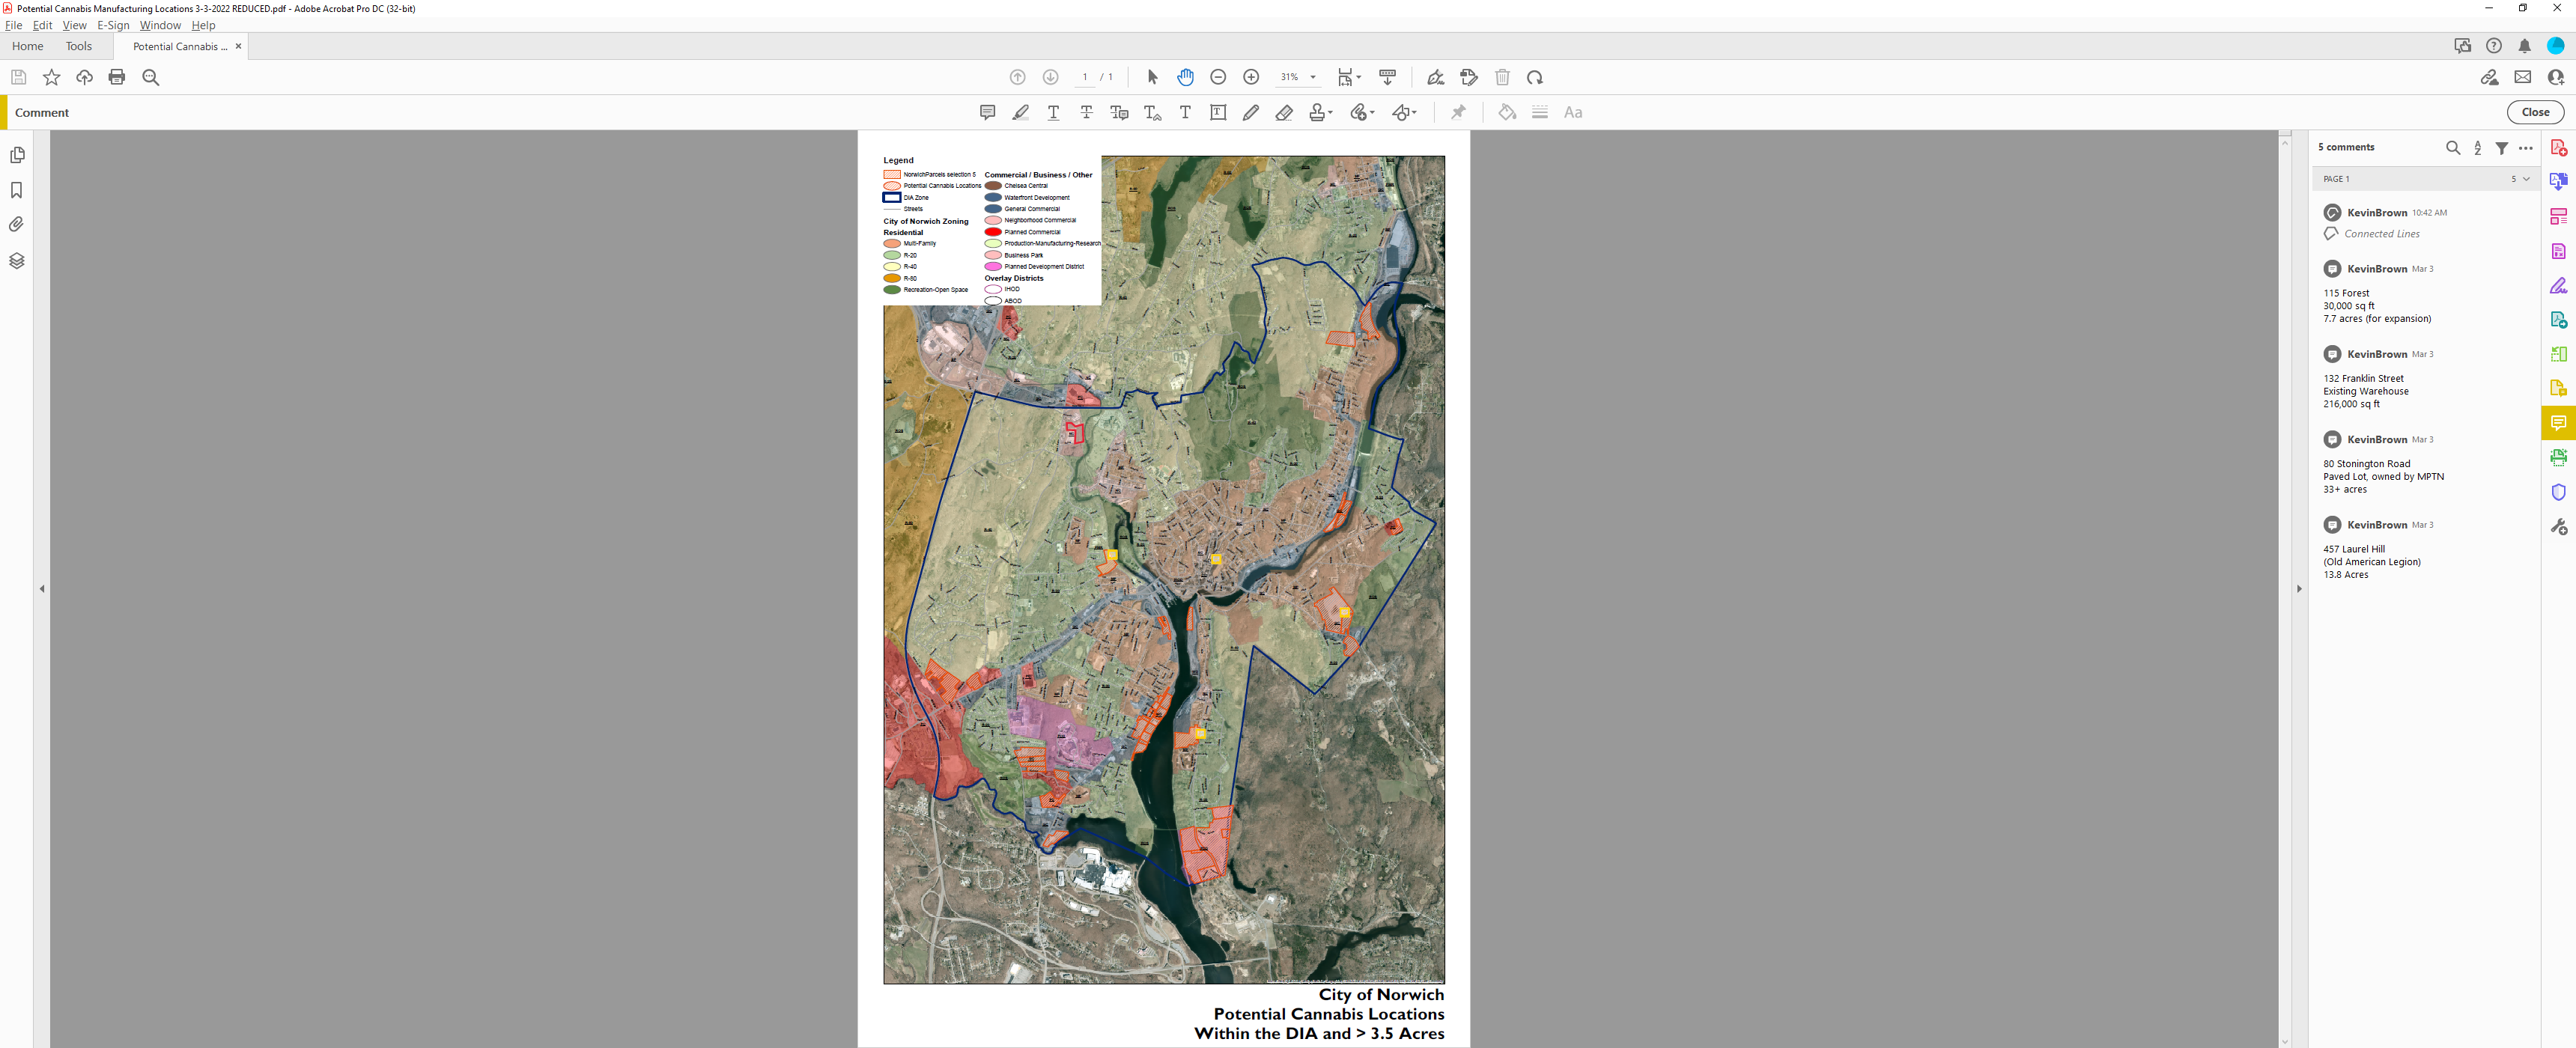 Potential Cannabis Manufacturing Locations 3-3-2022 REDUCED.pdf - Adobe Acrobat Pro DC (32-bit)
File Edit View E-Sign Window Help
Home Tools Potential Cannabis ... ×
1 / 1 31%
Comment
Close
Legend
NorwichParcels selection 5
Potential Cannabis Locations
DIA Zone
Streets
City of Norwich Zoning
Residential
Multi-Family
R-20
R-40
R-80
Recreation-Open Space
Commercial / Business / Other
Chelsea Central
Waterfront Development
General Commercial
Neighborhood Commercial
Planned Commercial
Production-Manufacturing-Research
Business Park
Planned Development District
Overlay Districts
IHOD
ABOD
City of Norwich
Potential Cannabis Locations
Within the DIA and > 3.5 Acres
5 comments
PAGE 1 5
KevinBrown 10:42 AM
Connected Lines
KevinBrown Mar 3
115 Forest
30,000 sq ft
7.7 acres (for expansion)
KevinBrown Mar 3
132 Franklin Street
Existing Warehouse
216,000 sq ft
KevinBrown Mar 3
80 Stonington Road
Paved Lot, owned by MPTN
33+ acres
KevinBrown Mar 3
457 Laurel Hill
(Old American Legion)
13.8 Acres